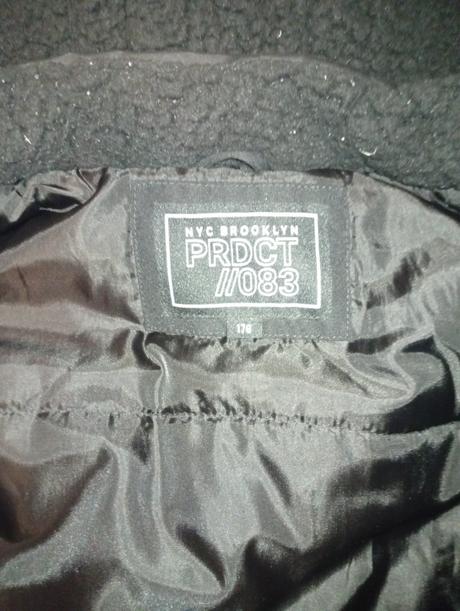 NYC BROOKLYN
PRDCT
//083
176